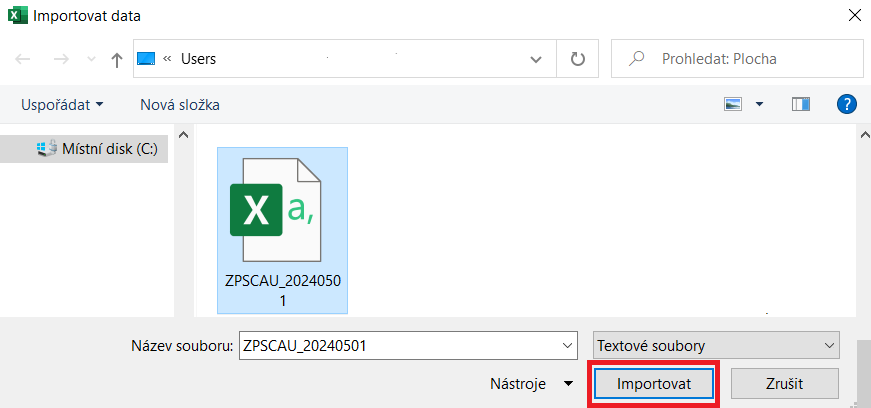 Importovat data
« Users
Prohledat: Plocha
Uspořádat
Nová složka
?
Místní disk (C:)
X a,
ZPSCAU_2024050
1
Název souboru: ZPSCAU_20240501
Textové soubory
Nástroje
Importovat
Zrušit